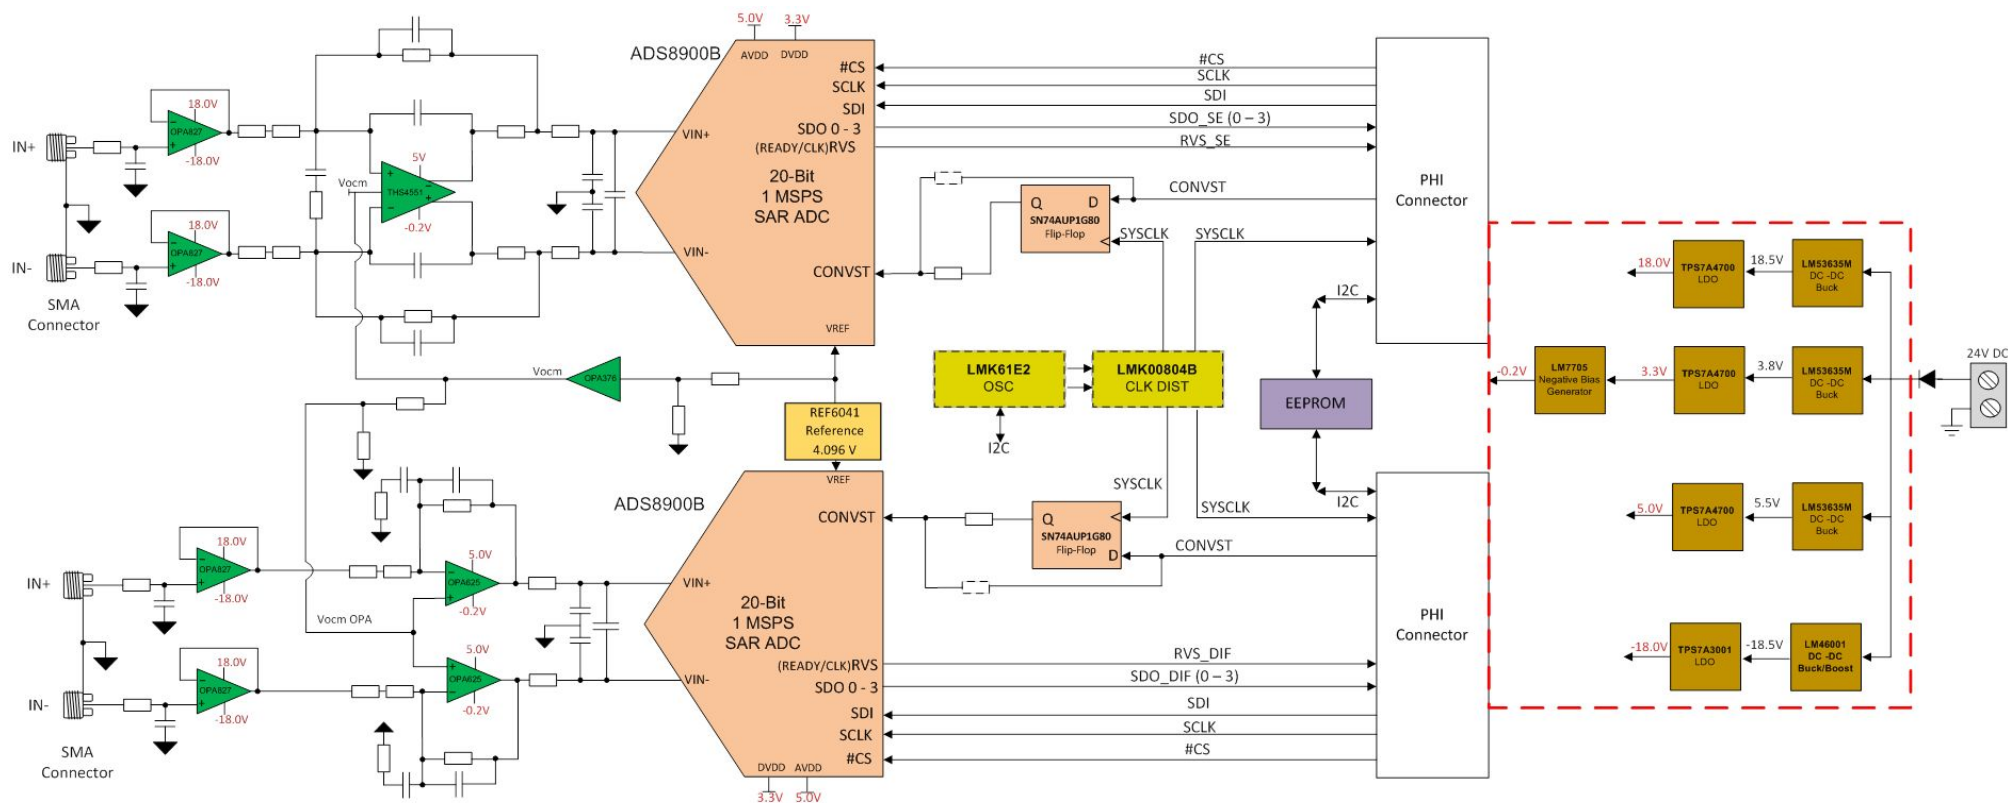 5.0V
3.3V
ADS8900B
AVDD
DVDD
#CS
SCLK
SDI
SDO 0 - 3
(READY/CLK)RVS
VIN+
20-Bit
1 MSPS
SAR ADC
VIN-
CONVST
VREF
18.0V
OPA827
-18.0V
IN+
18.0V
OPA827
-18.0V
IN-
SMA
Connector
Vocm
5V
THS4551
-0.2V
#CS
SCLK
SDI
SDO_SE (0 – 3)
RVS_SE
CONVST
Q
D
SN74AUP1G80
Flip-Flop
SYSCLK
SYSCLK
PHI
Connector
I2C
Vocm
OPA376
REF6041
Reference
4.096 V
LMK61E2
OSC
I2C
LMK00804B
CLK DIST
EEPROM
I2C
18.0V
TPS7A4700
LDO
18.5V
LM53635M
DC -DC
Buck
-0.2V
LM7705
Negative Bias
Generator
3.3V
TPS7A4700
LDO
3.8V
LM53635M
DC -DC
Buck
24V DC
5.0V
TPS7A4700
LDO
5.5V
LM53635M
DC -DC
Buck
-18.0V
TPS7A3001
LDO
-18.5V
LM46001
DC -DC
Buck/Boost
ADS8900B
VREF
CONVST
VIN+
20-Bit
1 MSPS
SAR ADC
(READY/CLK)RVS
VIN-
SDO 0 - 3
SDI
SCLK
#CS
DVDD
AVDD
3.3V
5.0V
SYSCLK
SYSCLK
Q
SN74AUP1G80
Flip-Flop
D
CONVST
PHI
Connector
RVS_DIF
SDO_DIF (0 – 3)
SDI
SCLK
#CS
18.0V
OPA827
-18.0V
IN+
18.0V
OPA827
-18.0V
IN-
SMA
Connector
Vocm OPA
5.0V
OPA625
-0.2V
5.0V
OPA625
-0.2V